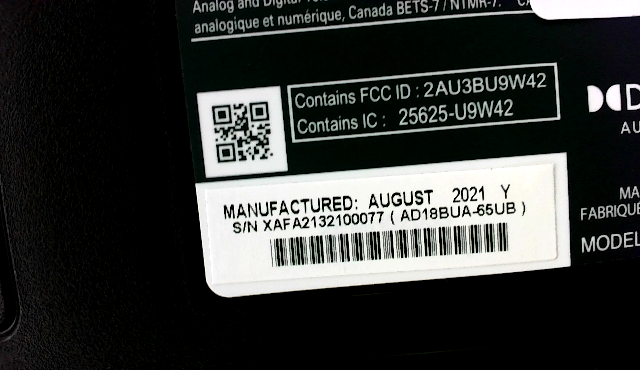 Analog and Digital
analogique et numérique, Canada BETS-7 / NTMR-7.
Contains FCC ID : 2AU3BU9W42
Contains IC : 25625-U9W42
MANUFACTURED: AUGUST 2021 Y
S/N XAFA2132100077 ( AD18BUA-65UB )
AU
MA
FABRIQUÉ
MODEL